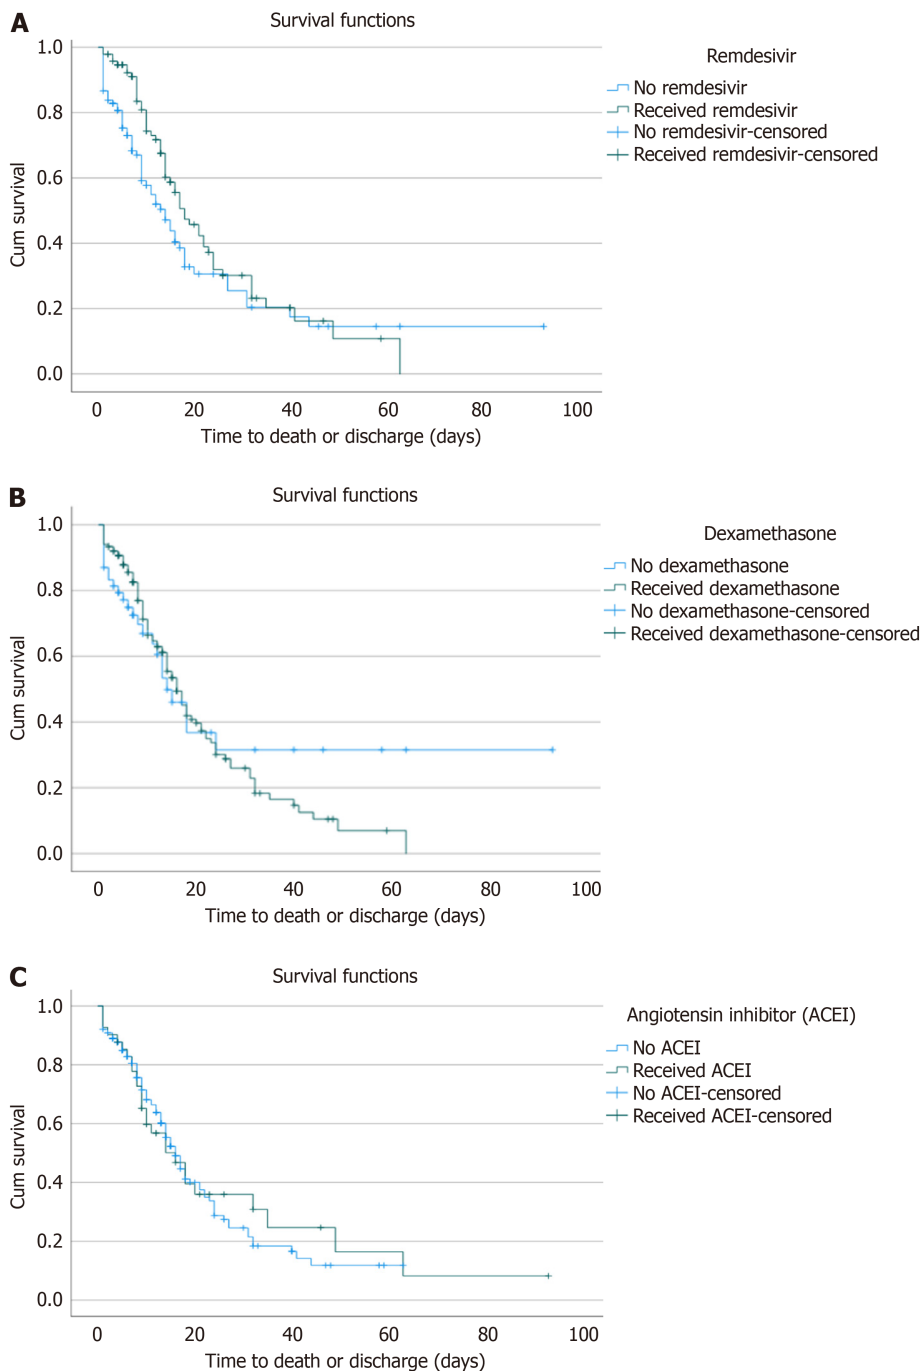 A
Survival functions
Remdesivir
No remdesivir
Received remdesivir
No remdesivir-censored
Received remdesivir-censored
Cum survival
1.0
0.8
0.6
0.4
0.2
0.0
0 20 40 60 80 100
Time to death or discharge (days)
B
Survival functions
Dexamethasone
No dexamethasone
Received dexamethasone
No dexamethasone-censored
Received dexamethasone-censored
Cum survival
1.0
0.8
0.6
0.4
0.2
0.0
0 20 40 60 80 100
Time to death or discharge (days)
C
Survival functions
Angiotensin inhibitor (ACEI)
No ACEI
Received ACEI
No ACEI-censored
Received ACEI-censored
Cum survival
1.0
0.8
0.6
0.4
0.2
0.0
0 20 40 60 80 100
Time to death or discharge (days)